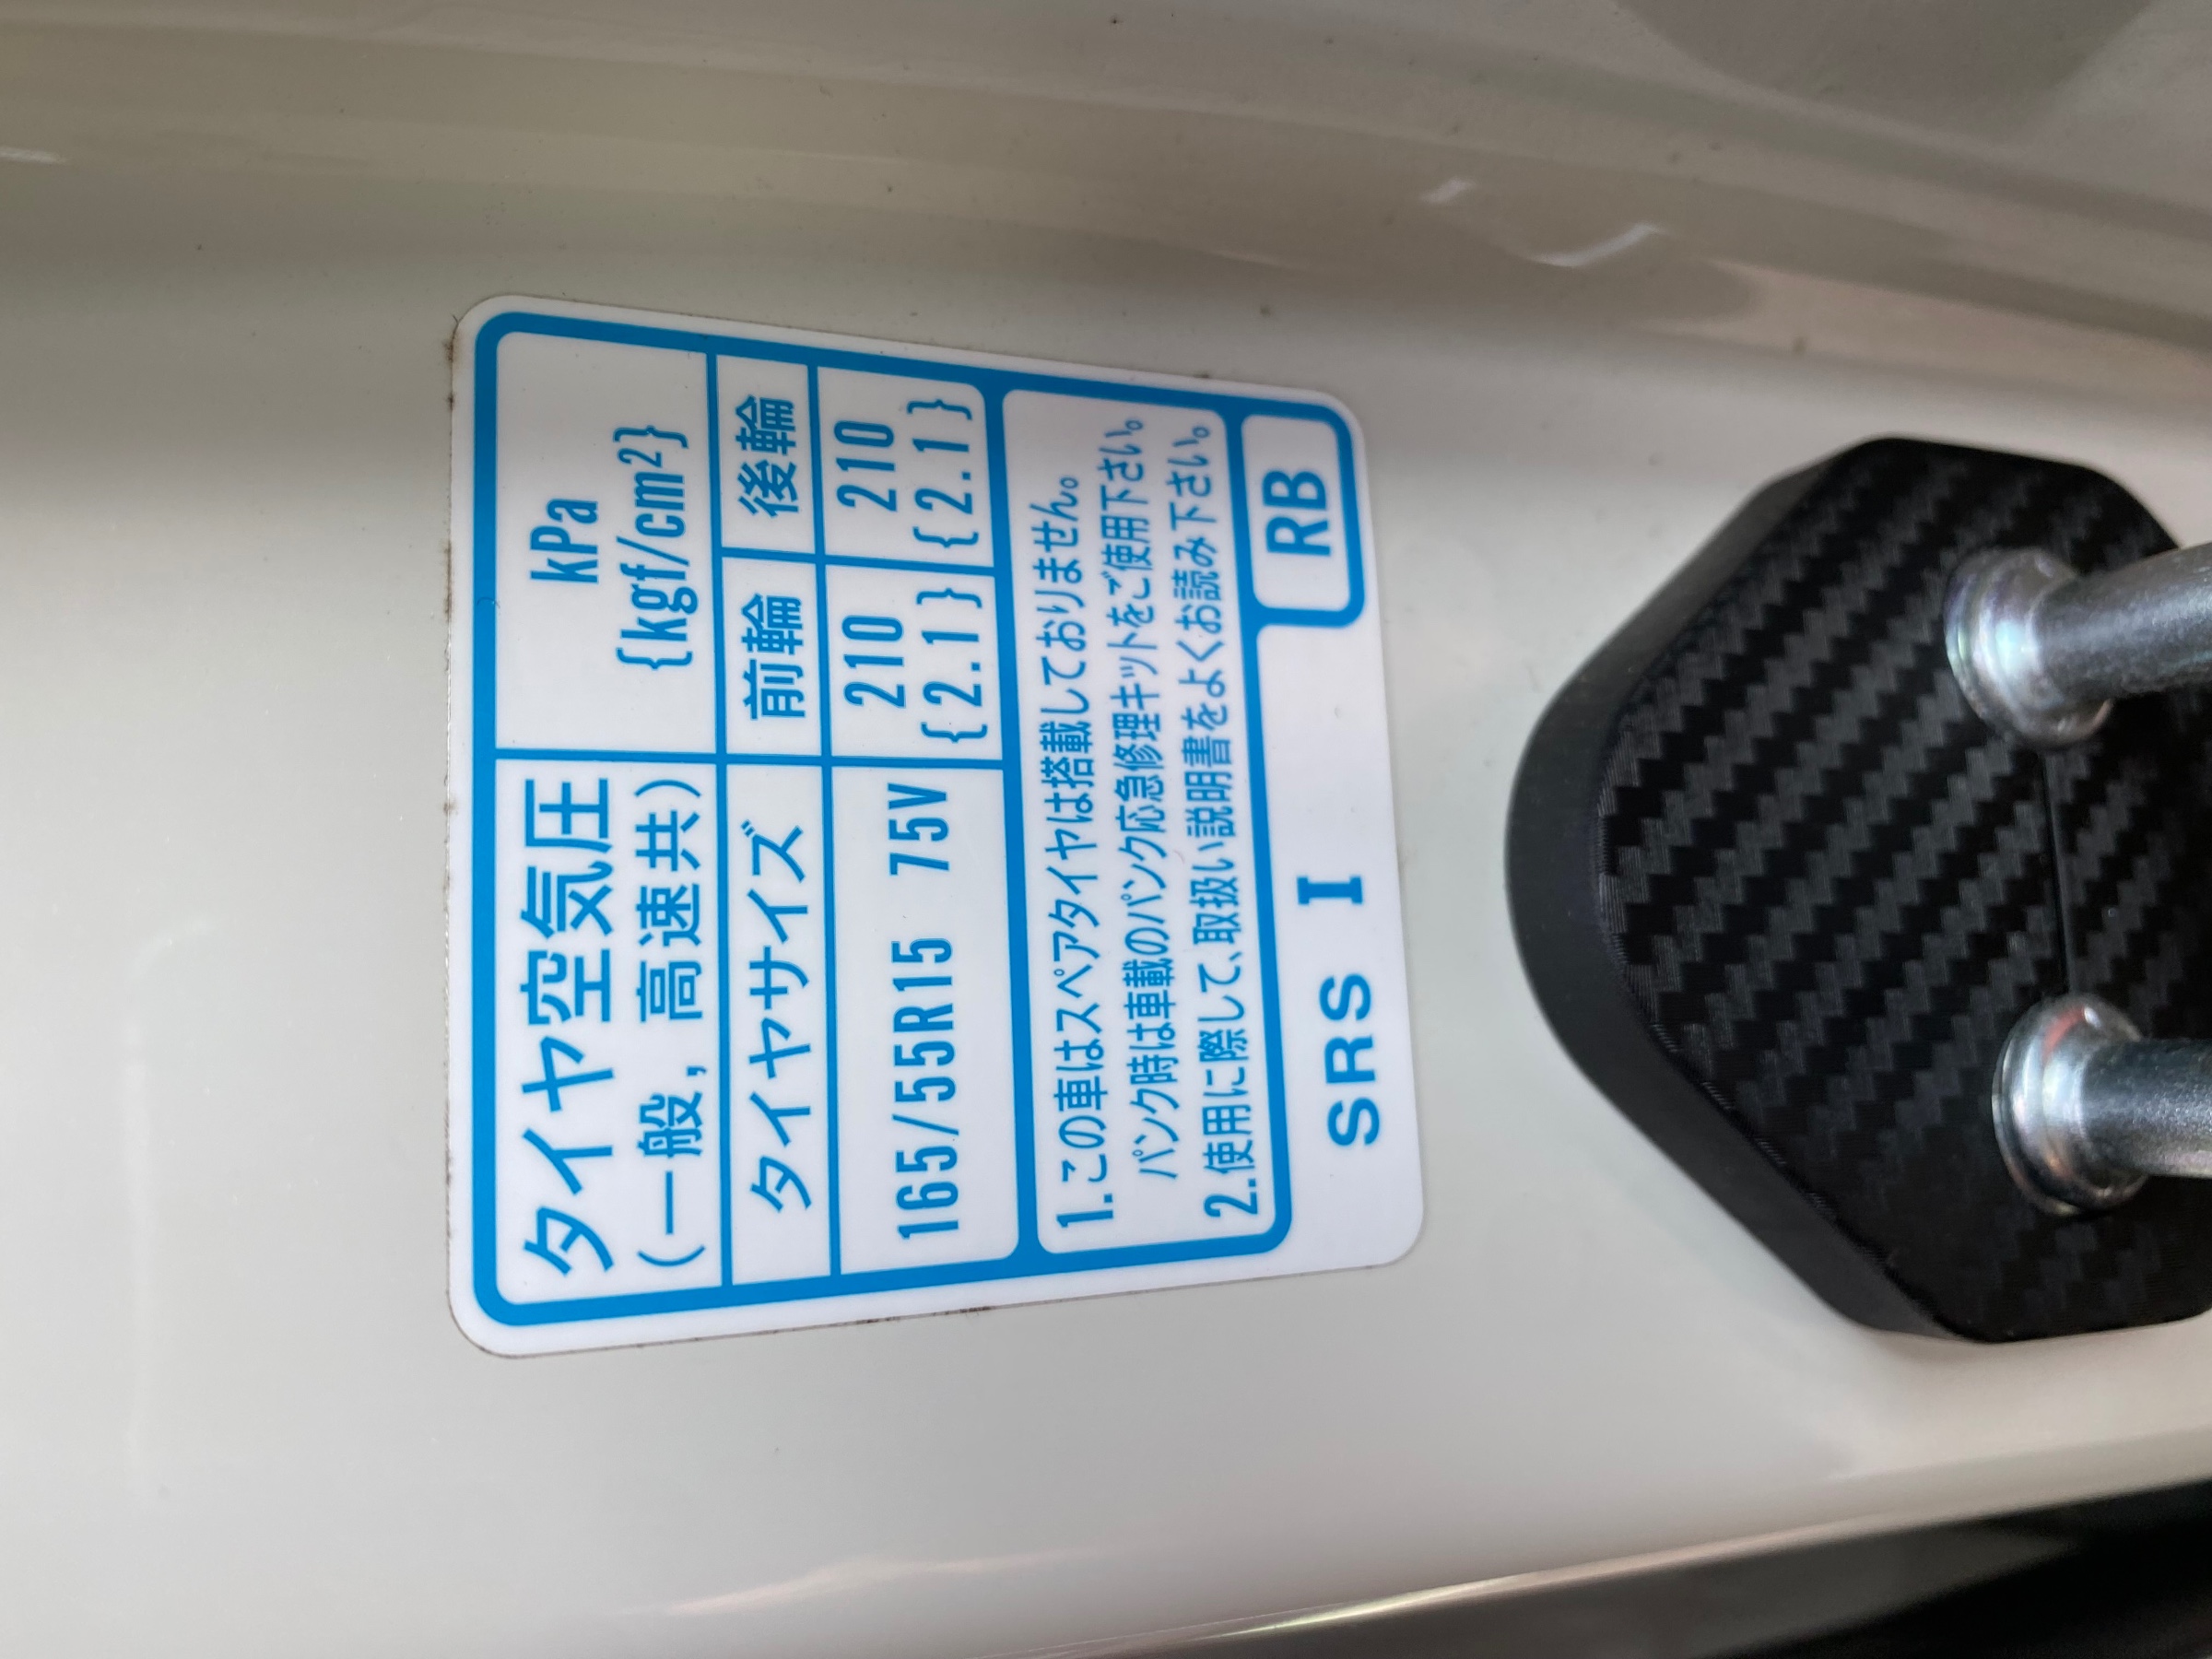 タイヤ空気圧
(一般, 高速共)
kPa
{kgf/cm²}
タイヤサイズ 前輪 後輪
165/55R15 75V 210 210
{2.1} {2.1}
1.この車はスペアタイヤは搭載しておりません。
パンク時は車載のパンク応急修理キットをご使用下さい。
2.使用に際して、取扱い説明書をよくお読み下さい。
RB
SRS I